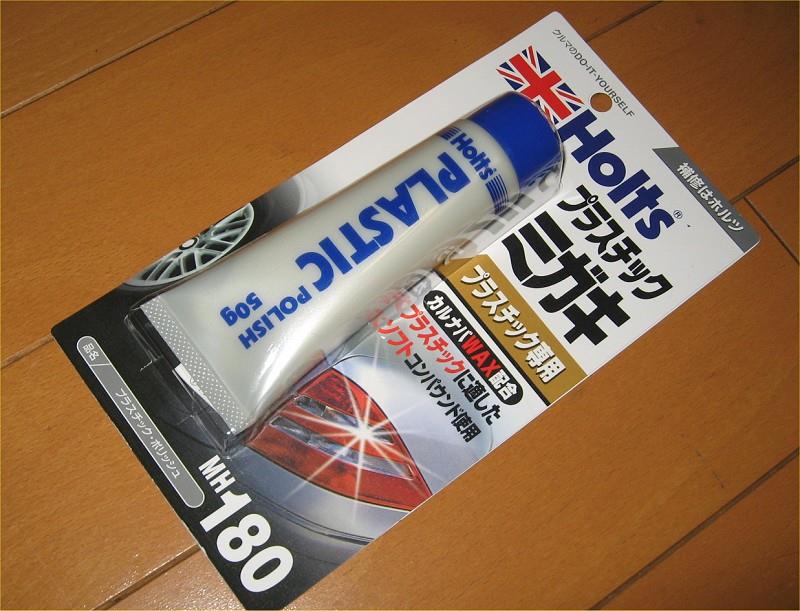 クルマのDO-IT-YOURSELF
補修はホルツ
Holts®
プラスチック
ミガキ
プラスチック専用
カルナバWAX配合
プラスチックに適した
ソフトコンパウンド使用
Holts
PLASTIC
POLISH
50g
品名
プラスチック・ポリッシュ
MH180